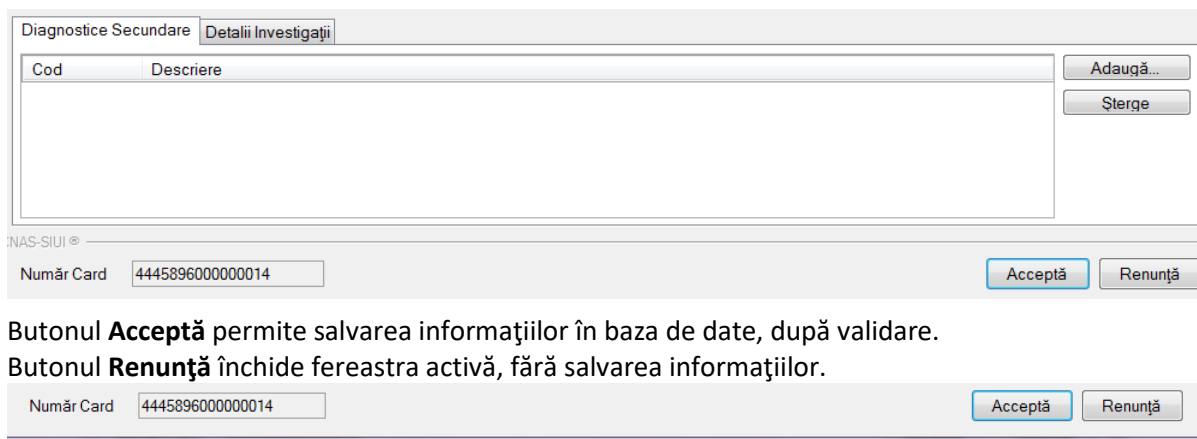 Diagnostice Secundare Detalii Investigaţii
Cod Descriere Adaugă...
Şterge
NAS-SIUI ®
Număr Card 4445896000000014 Acceptă Renunţă
Butonul Acceptă permite salvarea informaţiilor în baza de date, după validare.
Butonul Renunţă închide fereastra activă, fără salvarea informaţiilor.
Număr Card 4445896000000014 Acceptă Renunţă